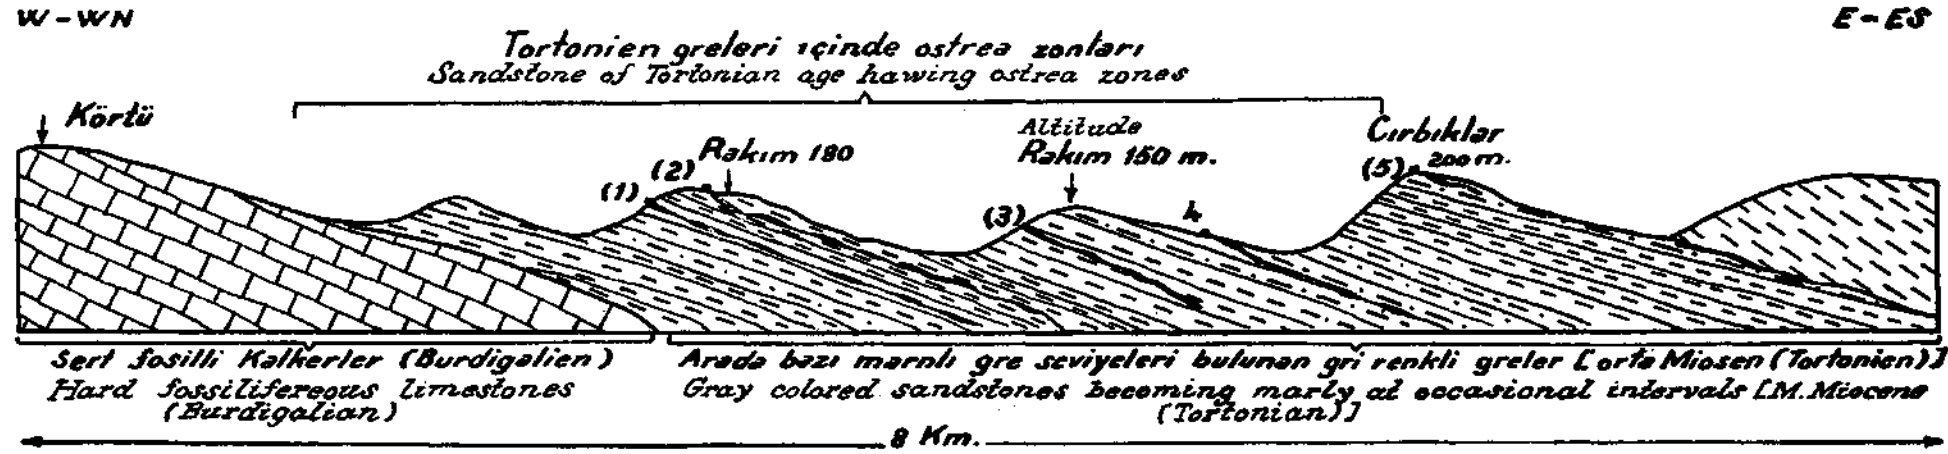 W-WN
E-ES
Tortonien greleri içinde ostrea zonları
Sandstone of Tortonian age hawing ostrea zones
Körtü
Altitude
Cırbıklar
(2) Rakım 180
Rakım 150 m.
(5) 200 m.
(1)
(3)
4
Sert fosilli Kalkerler (Burdigalien)
Arada bazı marnlı gre seviyeleri bulunan gri renkli greler [orta Miosen (Tortonien)]
Hard fossilifereous limestones
Gray colored sandstones becoming marly at occasional intervals [M. Miocene
(Burdigalian)
(Tortonian)]
8 Km.